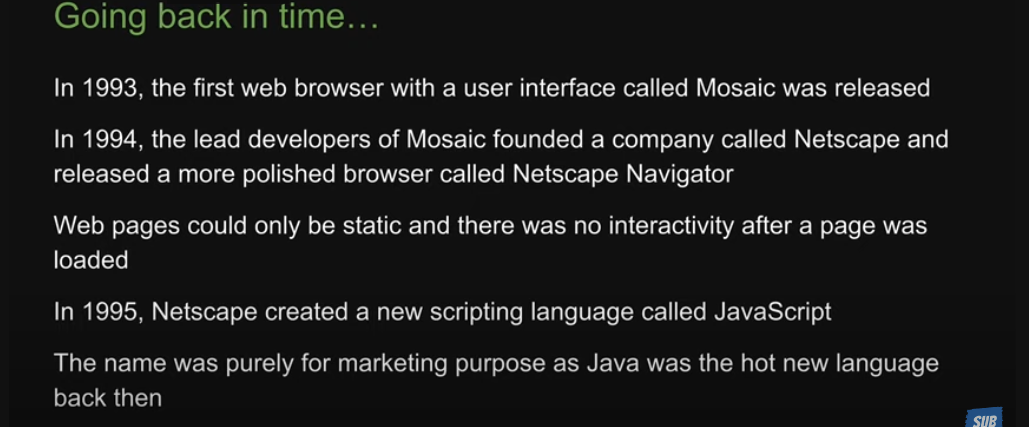 Going back in time…
In 1993, the first web browser with a user interface called Mosaic was released
In 1994, the lead developers of Mosaic founded a company called Netscape and
released a more polished browser called Netscape Navigator
Web pages could only be static and there was no interactivity after a page was
loaded
In 1995, Netscape created a new scripting language called JavaScript
The name was purely for marketing purpose as Java was the hot new language
back then
SUB